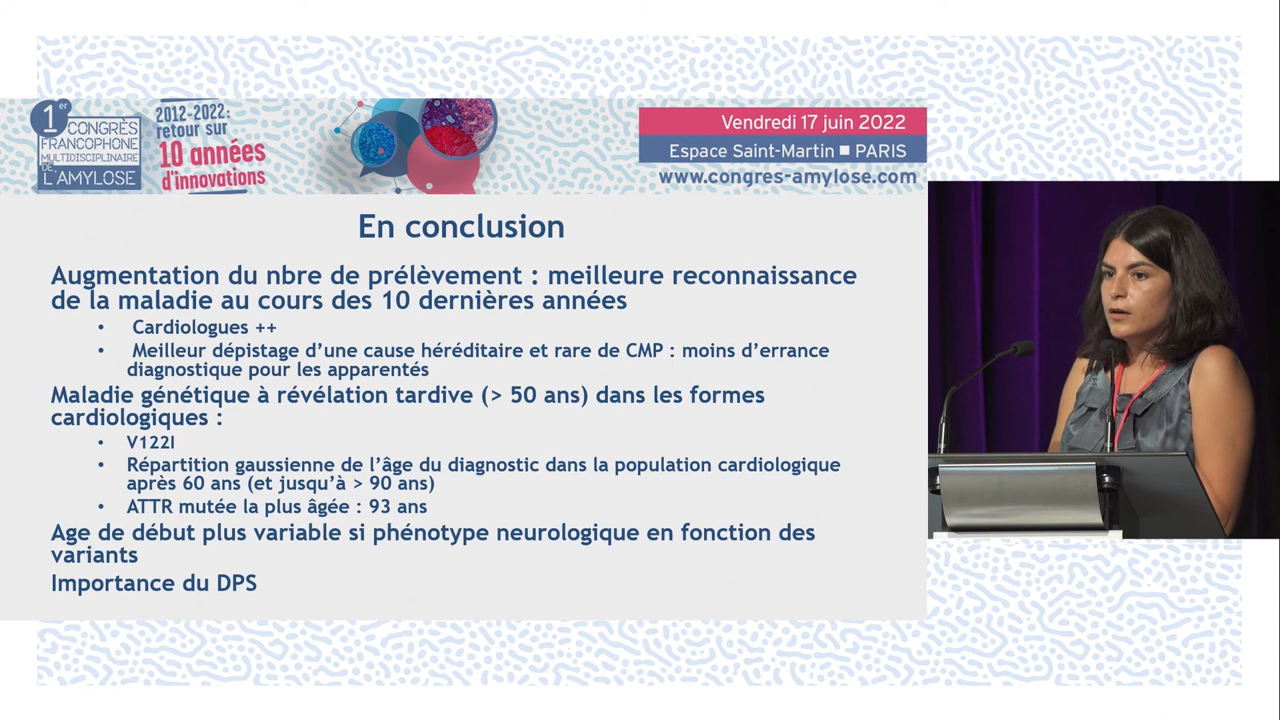 1er
CONGRÈS
FRANCOPHONE
MULTIDISCIPLINAIRE
DE
L'AMYLOSE
2012-2022:
retour sur
10 années
d'innovations
Vendredi 17 juin 2022
Espace Saint-Martin ■ PARIS
www.congres-amylose.com
En conclusion
Augmentation du nbre de prélèvement : meilleure reconnaissance
de la maladie au cours des 10 dernières années
• Cardiologues ++
• Meilleur dépistage d’une cause héréditaire et rare de CMP : moins d’errance
diagnostique pour les apparentés
Maladie génétique à révélation tardive (> 50 ans) dans les formes
cardiologiques :
• V122I
• Répartition gaussienne de l’âge du diagnostic dans la population cardiologique
après 60 ans (et jusqu’à > 90 ans)
• ATTR mutée la plus âgée : 93 ans
Age de début plus variable si phénotype neurologique en fonction des
variants
Importance du DPS